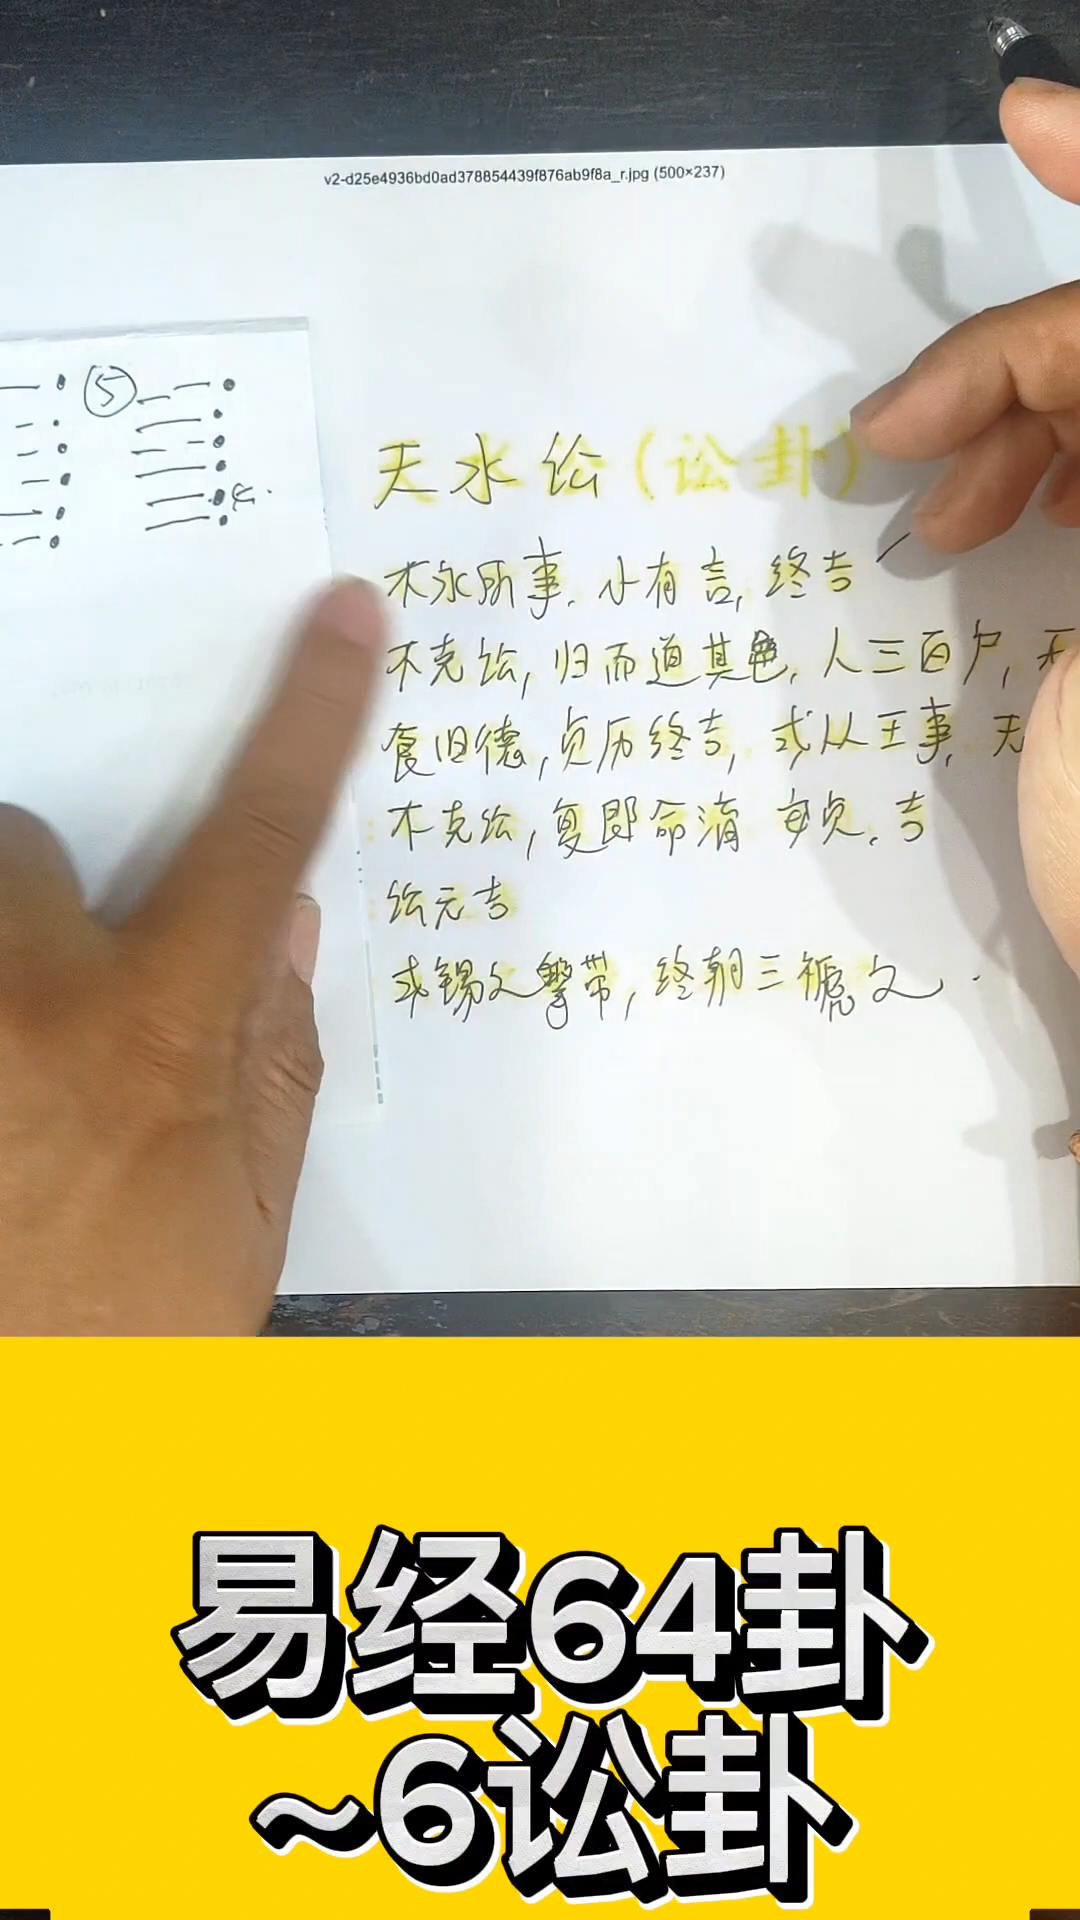 v2-d25e4936bd0ad378854439f876ab9f8a_r.jpg (500×237)
5
天水讼(讼卦)
不永所事.小有言,终吉
不克讼,归而逋其邑,人三百户,无
食旧德,贞厉终吉,或从王事,无
不克讼,复即命渝 安贞.吉
讼元吉
或锡之鞶带,终朝三褫之.
易经64卦
~6讼卦